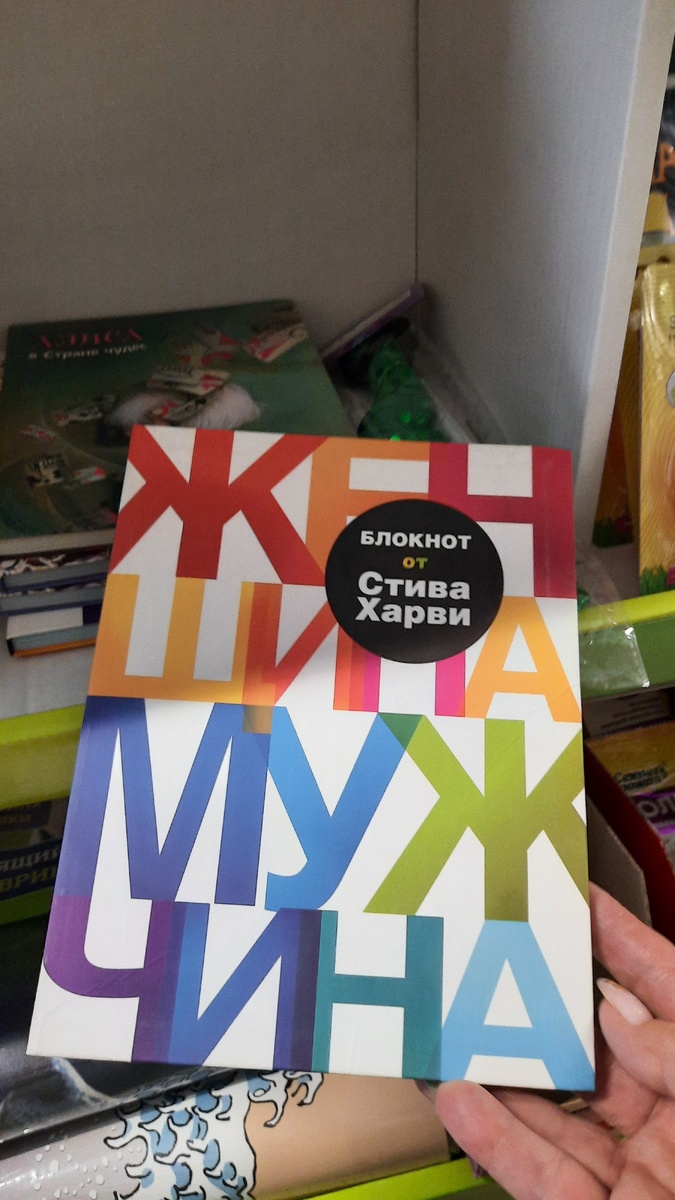 АЛИСА
в Стране чудес
ЖЕН
ЩИНА
МУЖ
ЧИНА
БЛОКНОТ
ОТ
Стива
Харви